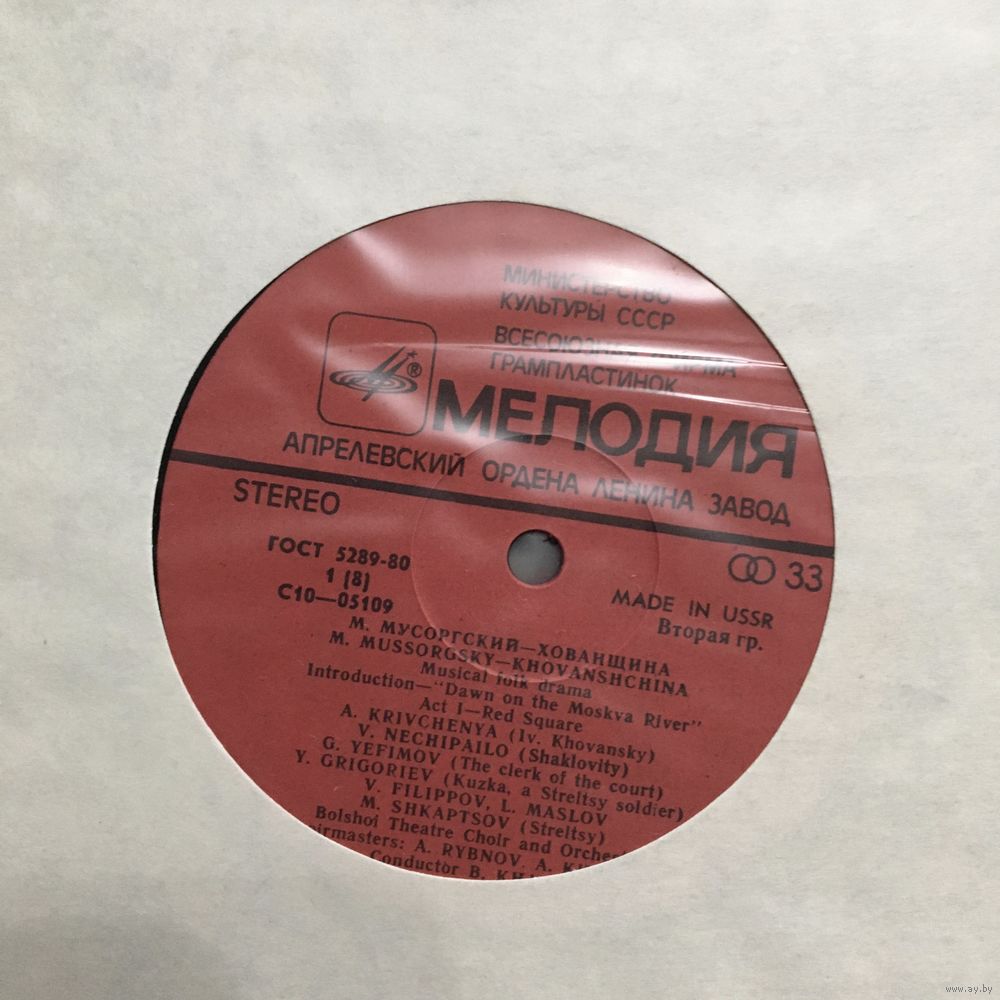 МИНИСТЕРСТВО
КУЛЬТУРЫ СССР
ВСЕСОЮЗНАЯ ФИРМА
ГРАМПЛАСТИНОК
®
МЕЛОДИЯ
АПРЕЛЕВСКИЙ ОРДЕНА ЛЕНИНА ЗАВОД
STEREO
33
ГОСТ 5289-80
1 (8)
С10—05109
MADE IN USSR
Вторая гр.
М. МУСОРГСКИЙ—ХОВАНЩИНА
M. MUSSORGSKY—KHOVANSHCHINA
Musical folk drama
Introduction—"Dawn on the Moskva River"
Act I—Red Square
A. KRIVCHENYA (Iv. Khovansky)
V. NECHIPAILO (Shaklovity)
G. YEFIMOV (The clerk of the court)
Y. GRIGORIEV (Kuzka, a Streltsy soldier)
V. FILIPPOV, L. MASLOV
M. SHKAPTSOV (Streltsy)
Bolshoi Theatre Choir and Orche
irmasters: A. RYBNOV, A.
Conductor B.
www.ay.by